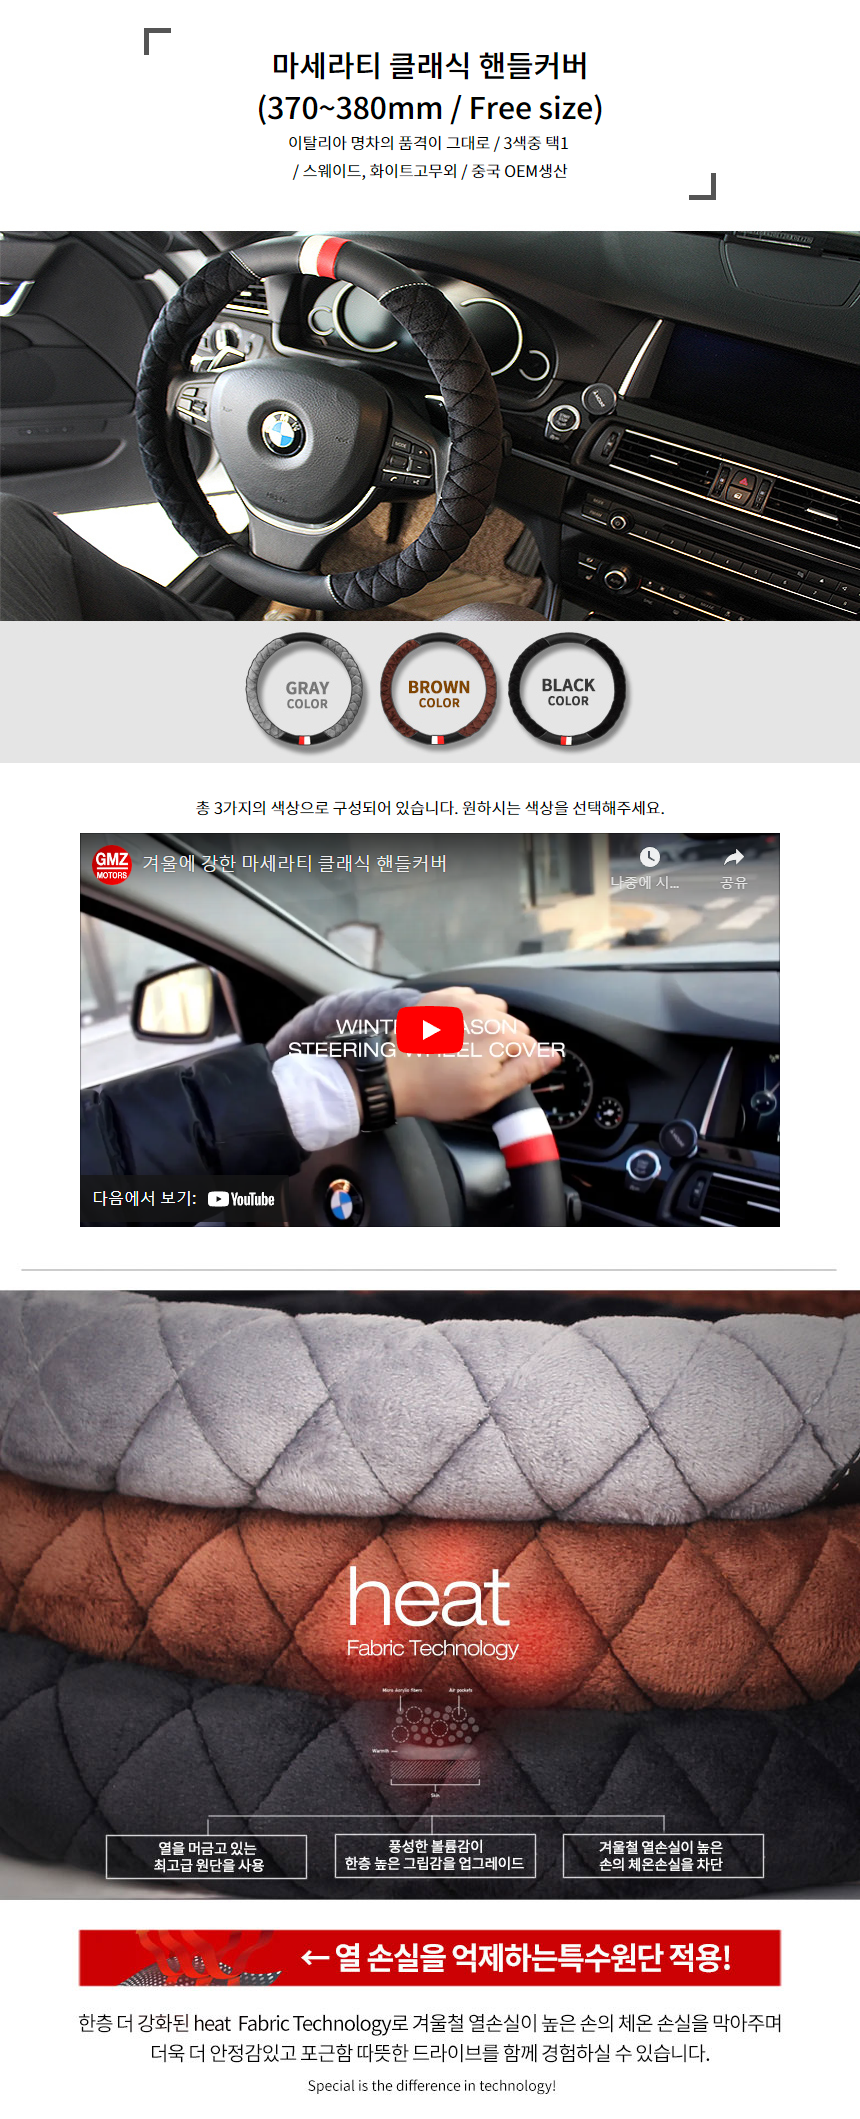 마세라티 클래식 핸들커버
(370~380mm / Free size)
이탈리아 명차의 품격이 그대로 / 3색중 택1
/ 스웨이드, 화이트고무외 / 중국 OEM생산
GRAY
COLOR
BROWN
COLOR
BLACK
COLOR
총 3가지의 색상으로 구성되어 있습니다. 원하시는 색상을 선택해주세요.
GMZ
MOTORS
겨울에 강한 마세라티 클래식 핸들커버
나중에 시...
공유
WINT ASON
STEERING W EEL COVER
다음에서 보기: YouTube
heat
Fabric Technology
Micro Acrylic fibers
Air pockets
Warmth
Skin
열을 머금고 있는
최고급 원단을 사용
풍성한 볼륨감이
한층 높은 그립감을 업그레이드
겨울철 열손실이 높은
손의 체온손실을 차단
← 열 손실을 억제하는특수원단 적용!
한층 더 강화된 heat Fabric Technology로 겨울철 열손실이 높은 손의 체온 손실을 막아주며
더욱 더 안정감있고 포근함 따뜻한 드라이브를 함께 경험하실 수 있습니다.
Special is the difference in technology!